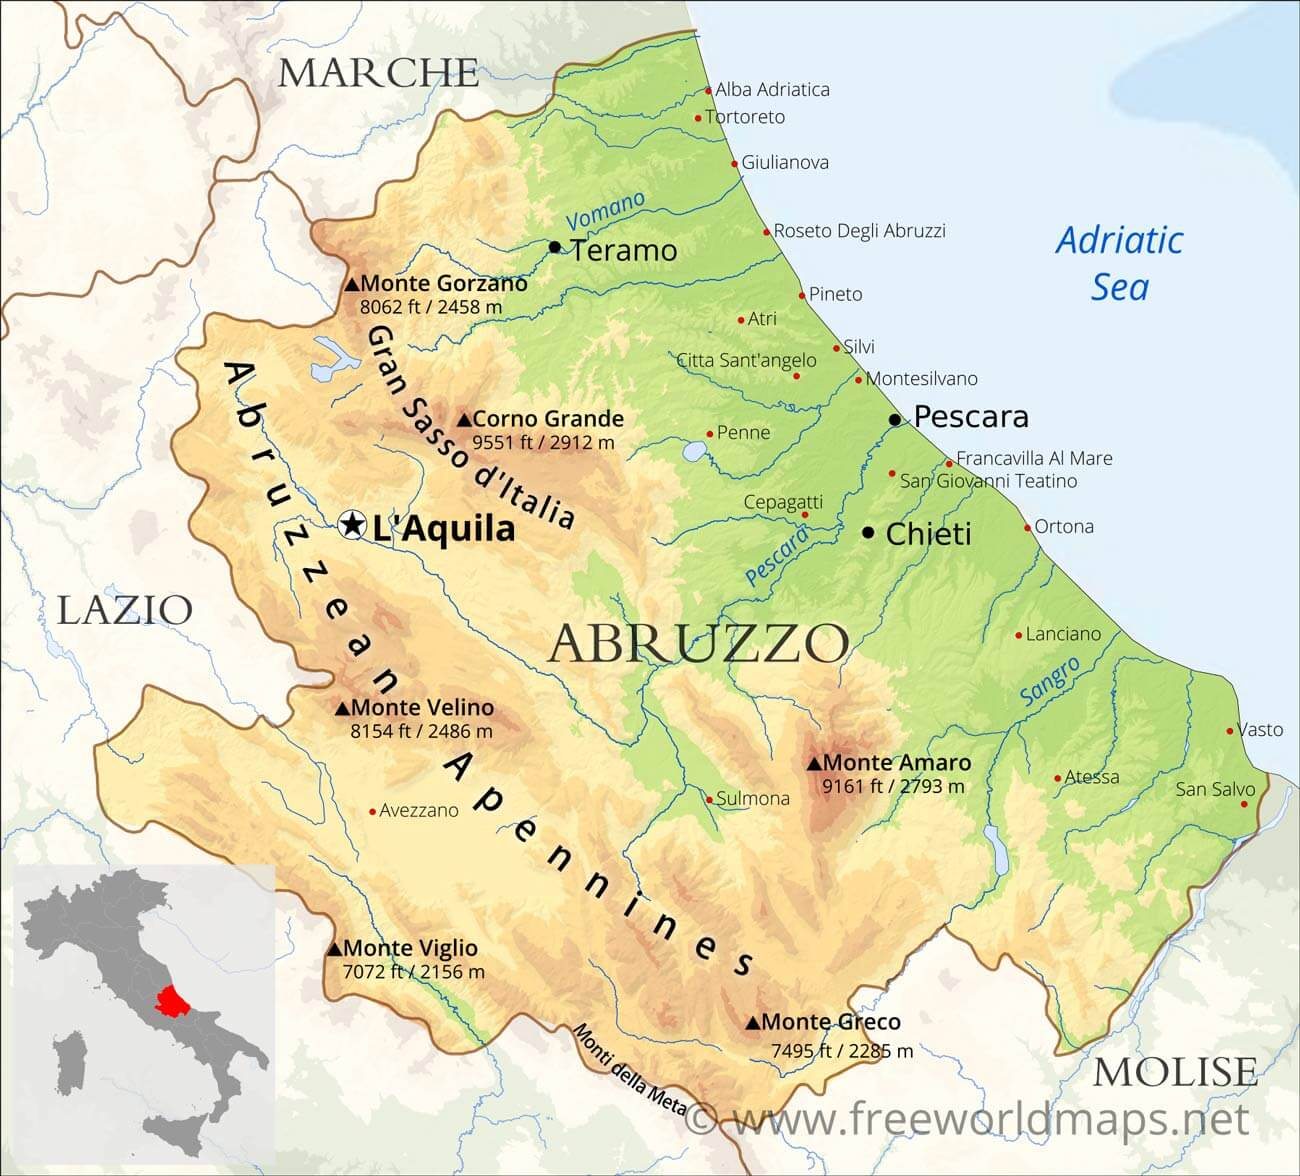 MARCHE
Alba Adriatica
Tortoreto
Giulianova
Vomano
Roseto Degli Abruzzi
Adriatic
Sea
Teramo
Monte Gorzano
8062 ft / 2458 m
Pineto
Atri
Gran Sasso d'Italia
Silvi
Citta Sant'angelo
Montesilvano
Abruzzean Apennines
Corno Grande
9551 ft / 2912 m
Pescara
Penne
Francavilla Al Mare
San Giovanni Teatino
Cepagatti
L'Aquila
Ortona
Chieti
Pescara
LAZIO
ABRUZZO
Lanciano
Sangro
Monte Velino
8154 ft / 2486 m
Vasto
Monte Amaro
9161 ft / 2793 m
Atessa
San Salvo
Sulmona
Avezzano
Monte Viglio
7072 ft / 2156 m
Monte Greco
7495 ft / 2285 m
Monti della Meta
MOLISE
© www.freeworldmaps.net